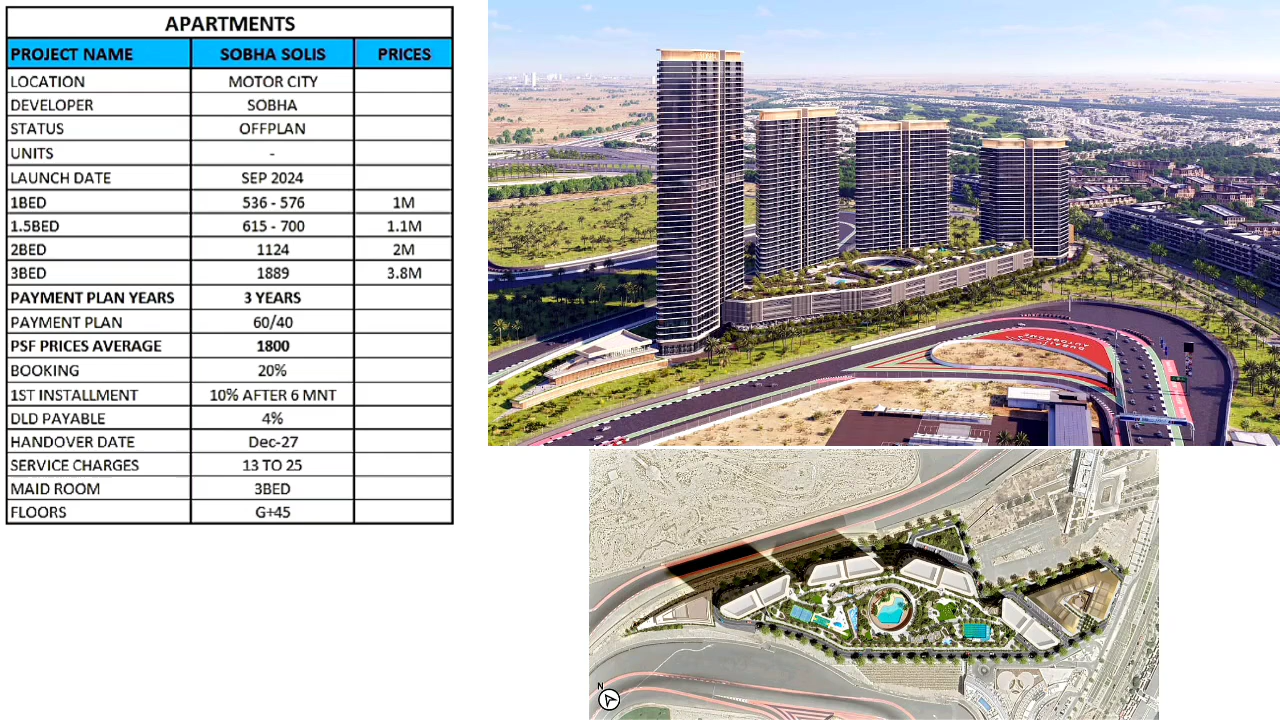 APARTMENTS
PROJECT NAME SOBHA SOLIS PRICES
LOCATION MOTOR CITY
DEVELOPER SOBHA
STATUS OFFPLAN
UNITS -
LAUNCH DATE SEP 2024
1BED 536 - 576 1M
1.5BED 615 - 700 1.1M
2BED 1124 2M
3BED 1889 3.8M
PAYMENT PLAN YEARS 3 YEARS
PAYMENT PLAN 60/40
PSF PRICES AVERAGE 1800
BOOKING 20%
1ST INSTALLMENT 10% AFTER 6 MNT
DLD PAYABLE 4%
HANDOVER DATE Dec-27
SERVICE CHARGES 13 TO 25
MAID ROOM 3BED
FLOORS G+45
DUBAI
AUTODROME
N